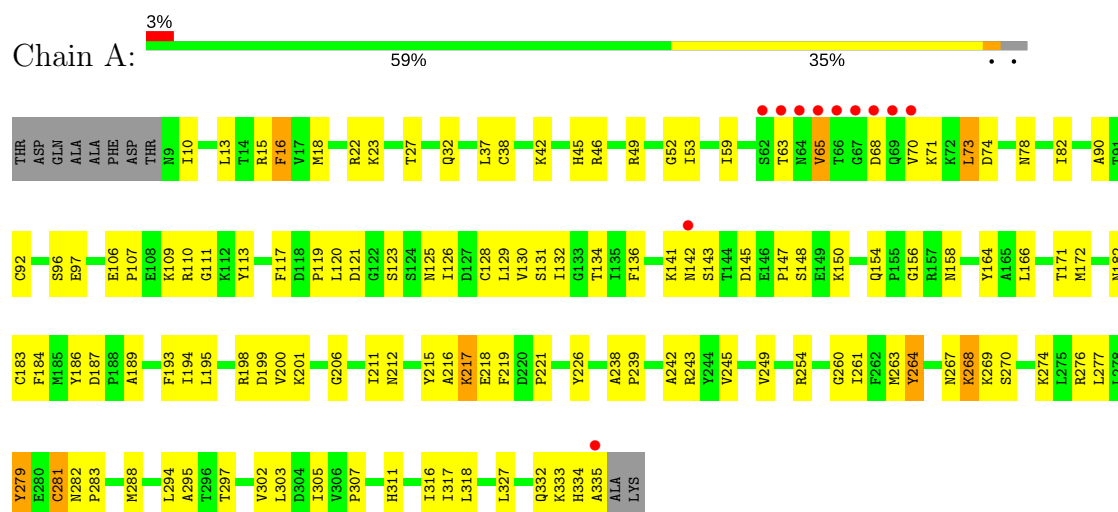 3%
Chain A:
59% 35% • •
THR ASP GLN ALA ALA PHE ASP THR N9 I10 L13 T14 R15 F16 V17 M18 R22 K23 T27 Q32 L37 C38 K42 H45 R46 R49 G52 I53 I59 S62 T63 N64 V65 T66 G67 D68 Q69 V70 K71 K72 L73 D74 N78 I82 A90 T91
C92 S96 E97 E106 P107 E108 K109 R110 G111 K112 Y113 F117 D118 P119 L120 D121 G122 S123 S124 N125 I126 D127 C128 L129 V130 S131 I132 G133 T134 I135 F136 K141 N142 S143 T144 D145 E146 P147 S148 E149 K150 Q154 P155 G156 R157 N158 Y164 A165 L166 T171 M172 N182
C183 F184 M185 Y186 D187 P188 A189 F193 I194 L195 R198 D199 V200 K201 G206 I211 N212 Y215 A216 K217 E218 F219 D220 P221 Y226 A238 P239 A242 R243 Y244 V245 V249 R254 G260 I261 F262 M263 Y264 N267 K268 K269 S270 K274 L275 R276 L277 L278
Y279 E280 C281 N282 P283 M288 L294 A295 T296 T297 V302 L303 D304 I305 V306 P307 H311 I316 I317 L318 L327 Q332 K333 H334 A335 ALA LYS